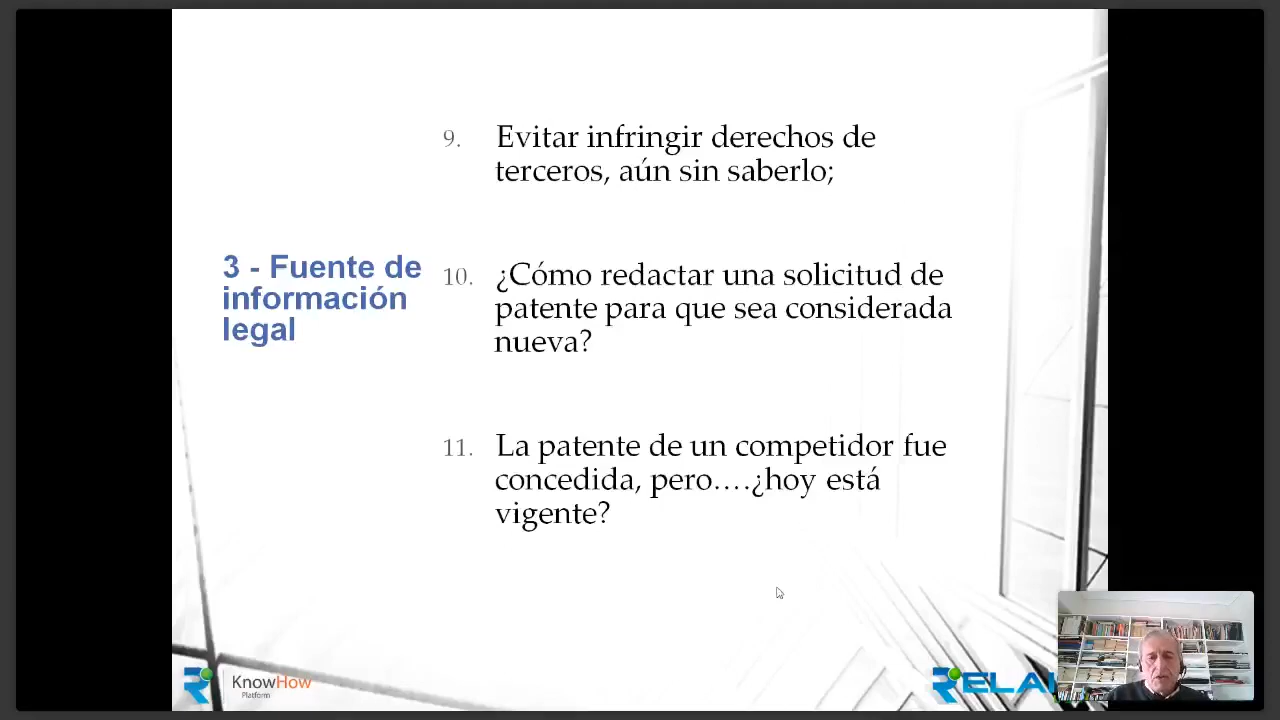 3 - Fuente de
información
legal
9. Evitar infringir derechos de
terceros, aún sin saberlo;
10. ¿Cómo redactar una solicitud de
patente para que sea considerada
nueva?
11. La patente de un competidor fue
concedida, pero....¿hoy está
vigente?
KnowHow
Platform